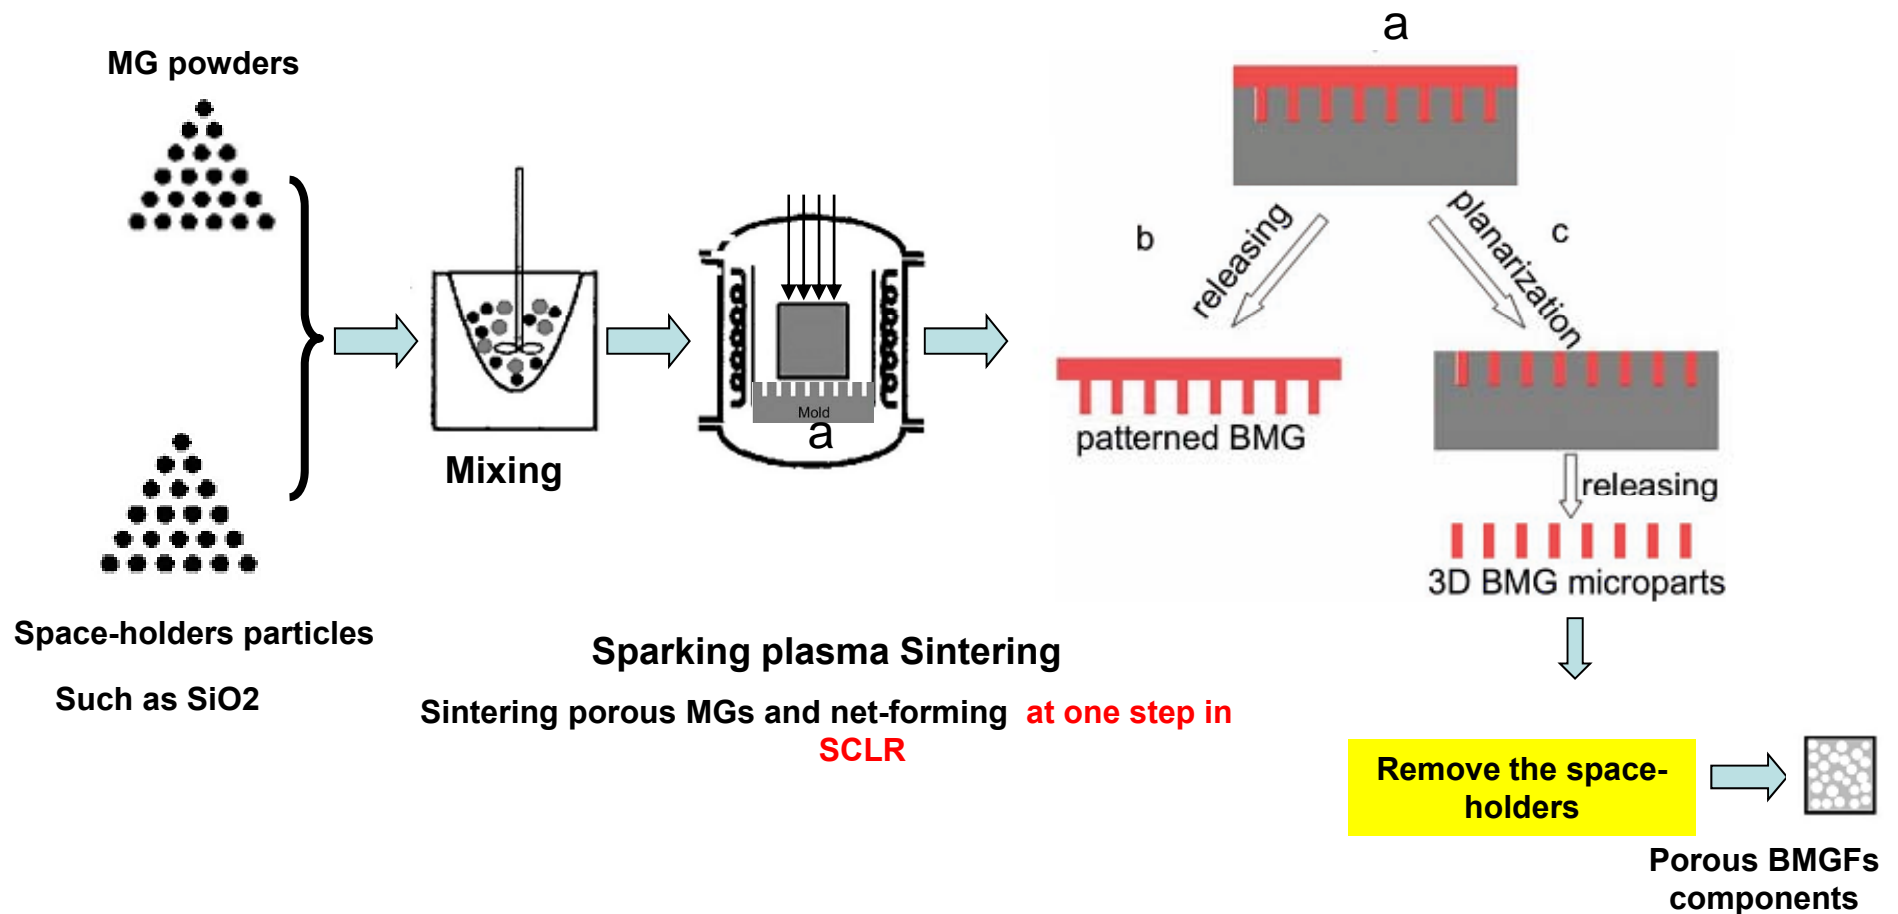 MG powders
Space-holders particles
Such as SiO2
Mixing
Mold
a
Sparking plasma Sintering
Sintering porous MGs and net-forming at one step in
SCLR
a
b
releasing
planarization
c
patterned BMG
releasing
3D BMG microparts
Remove the space-
holders
Porous BMGFs
components